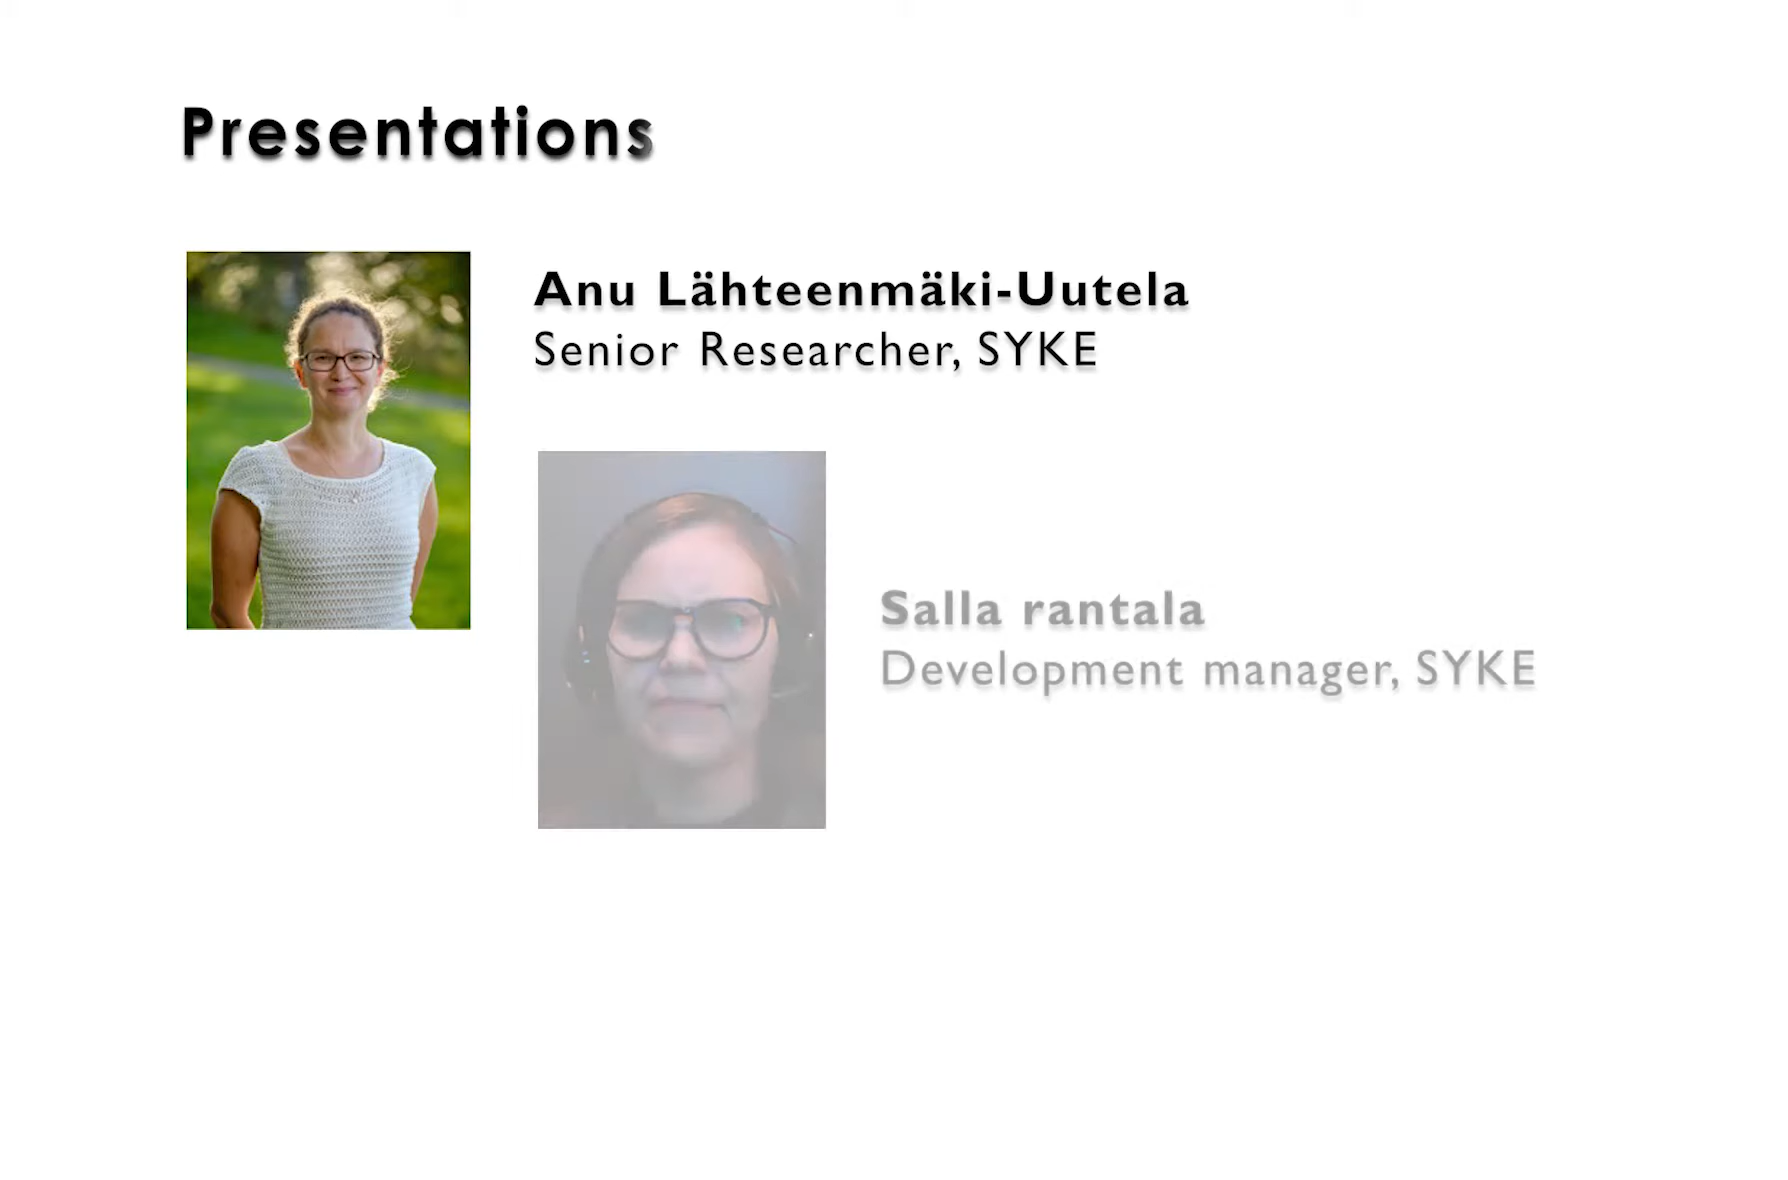 Presentations
Anu Lähteenmäki-Uutela
Senior Researcher, SYKE
Salla rantala
Development manager, SYKE